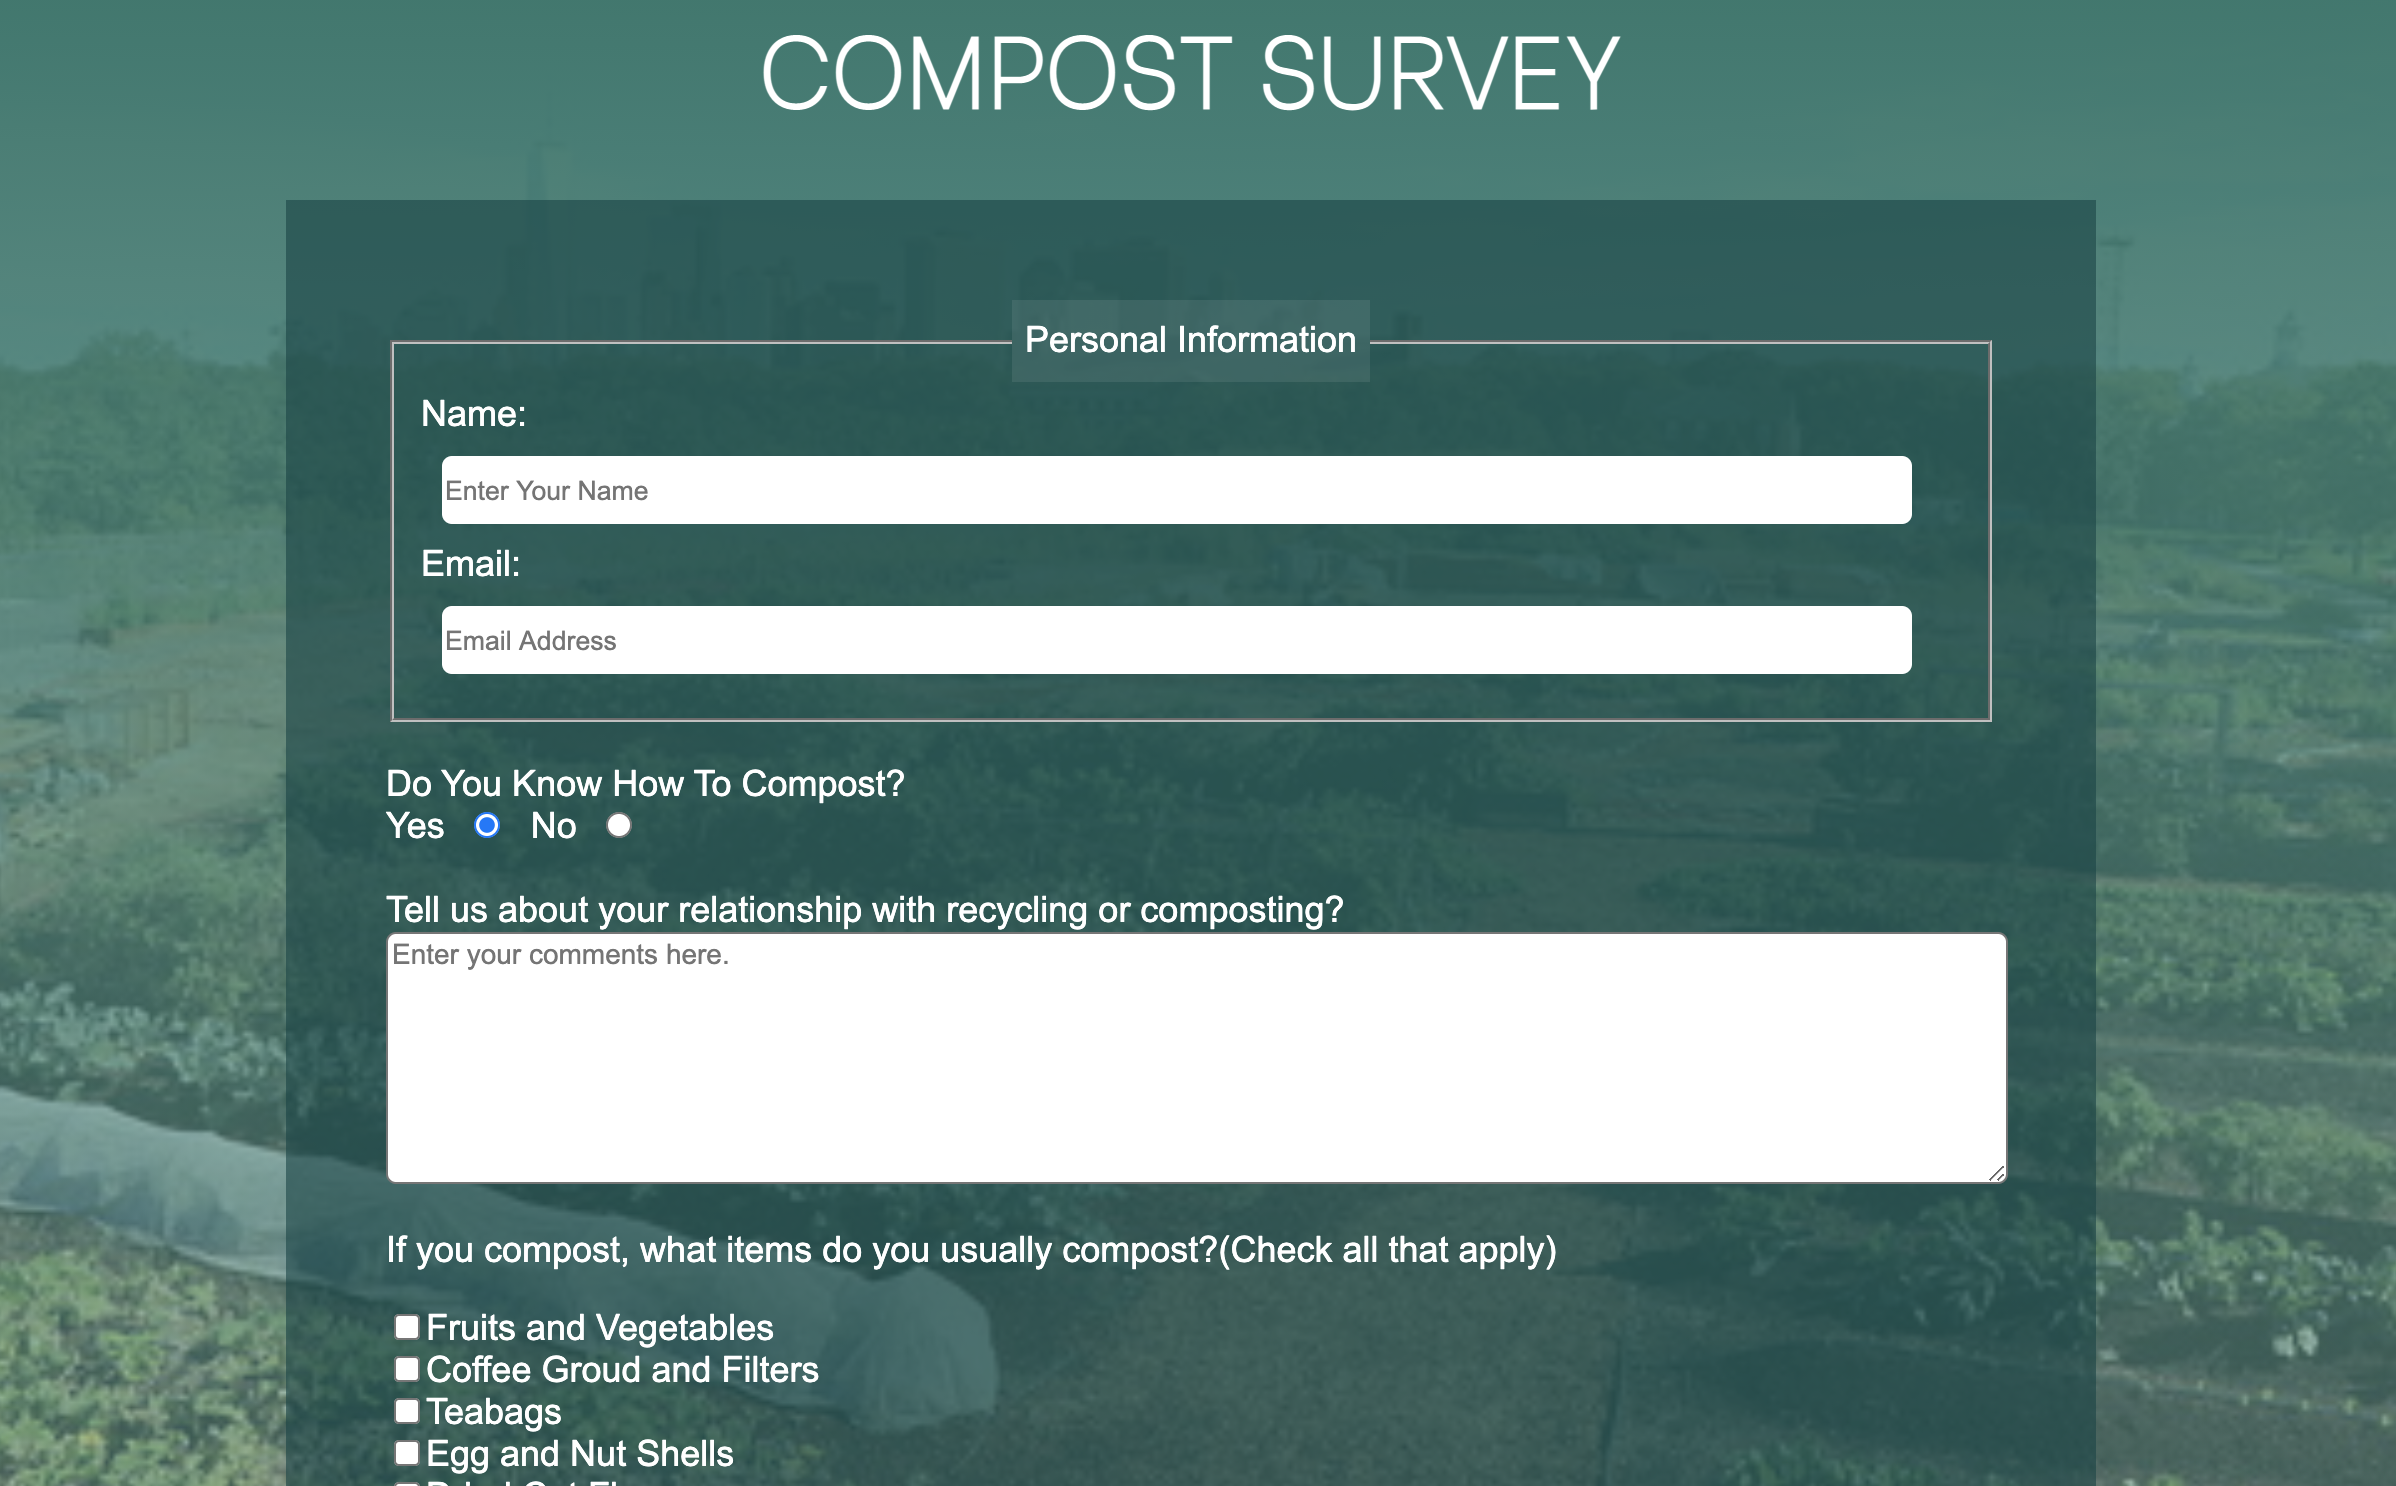 COMPOST SURVEY
Personal Information
Name:
Enter Your Name
Email:
Email Address
Do You Know How To Compost?
Yes No
Tell us about your relationship with recycling or composting?
Enter your comments here.
If you compost, what items do you usually compost?(Check all that apply)
Fruits and Vegetables
Coffee Groud and Filters
Teabags
Egg and Nut Shells